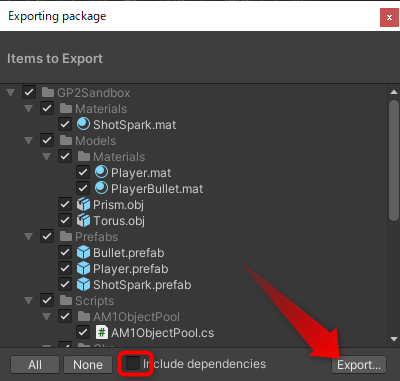 Exporting package
x
Items to Export
GP2Sandbox
Materials
ShotSpark.mat
Models
Materials
Player.mat
PlayerBullet.mat
Prism.obj
Torus.obj
Prefabs
Bullet.prefab
Player.prefab
ShotSpark.prefab
Scripts
AM1ObjectPool
# AM1ObjectPool.cs
All None Include dependencies Export...